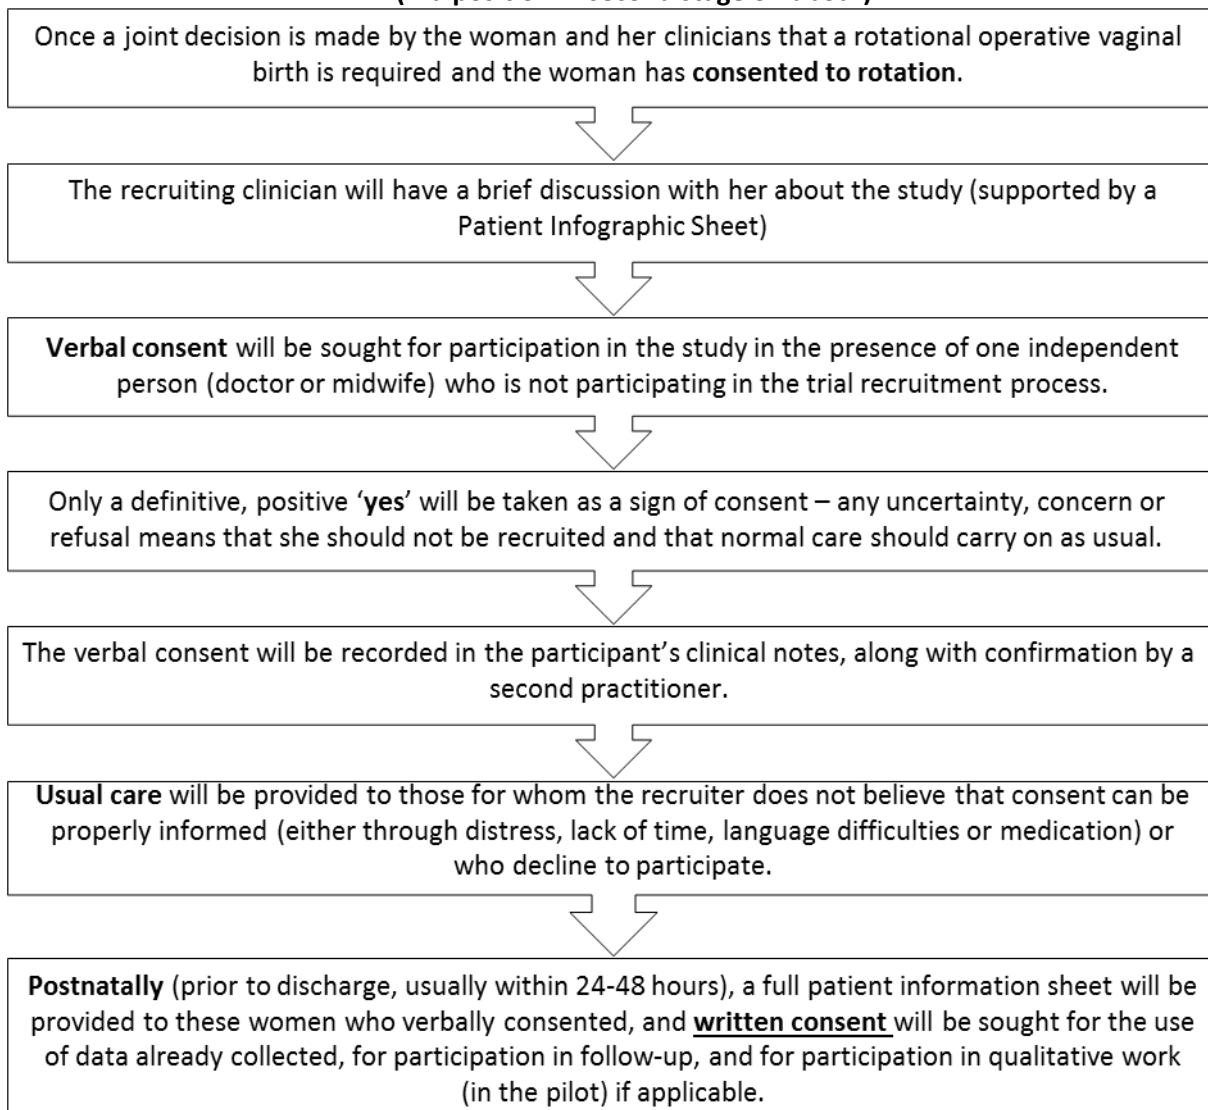 Once a joint decision is made by the woman and her clinicians that a rotational operative vaginal
birth is required and the woman has consented to rotation.
The recruiting clinician will have a brief discussion with her about the study (supported by a
Patient Infographic Sheet)
Verbal consent will be sought for participation in the study in the presence of one independent
person (doctor or midwife) who is not participating in the trial recruitment process.
Only a definitive, positive ‘yes’ will be taken as a sign of consent – any uncertainty, concern or
refusal means that she should not be recruited and that normal care should carry on as usual.
The verbal consent will be recorded in the participant’s clinical notes, along with confirmation by a
second practitioner.
Usual care will be provided to those for whom the recruiter does not believe that consent can be
properly informed (either through distress, lack of time, language difficulties or medication) or
who decline to participate.
Postnatally (prior to discharge, usually within 24-48 hours), a full patient information sheet will be
provided to these women who verbally consented, and written consent will be sought for the use
of data already collected, for participation in follow-up, and for participation in qualitative work
(in the pilot) if applicable.